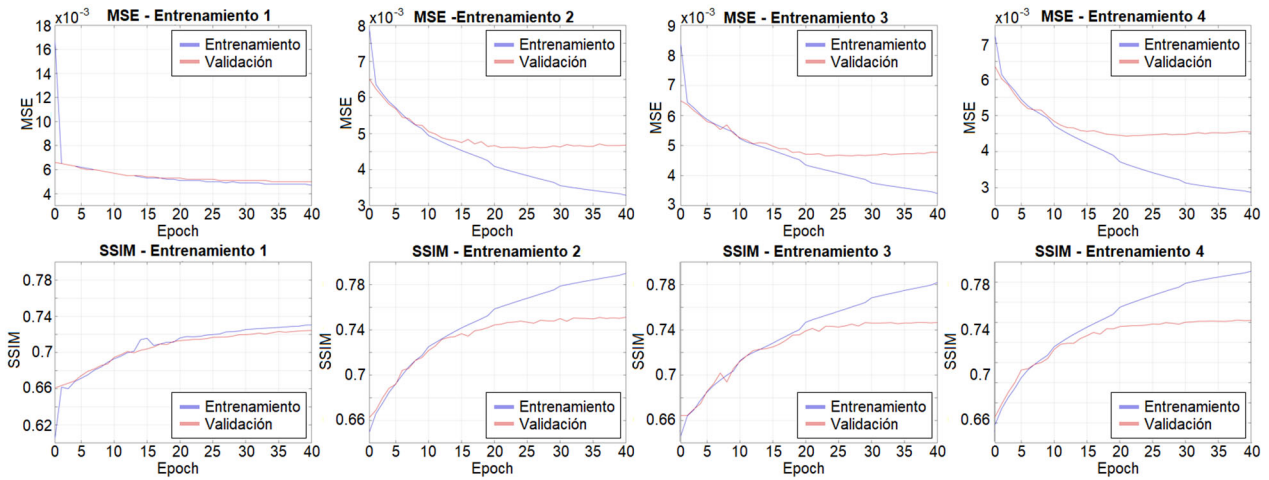 MSE - Entrenamiento 1
x10⁻³
18
16
14
12
10
8
6
4
MSE
Entrenamiento
Validación
0 5 10 15 20 25 30 35 40
Epoch
MSE -Entrenamiento 2
x10⁻³
8
7
6
5
4
3
MSE
Entrenamiento
Validación
0 5 10 15 20 25 30 35 40
Epoch
MSE - Entrenamiento 3
x10⁻³
9
8
7
6
5
4
3
MSE
Entrenamiento
Validación
5 10 15 20 25 30 35 40
Epoch
MSE - Entrenamiento 4
x10⁻³
7
6
5
4
3
MSE
Entrenamiento
Validación
0 5 10 15 20 25 30 35 40
Epoch
SSIM - Entrenamiento 1
0.78
0.74
0.7
0.66
0.62
SSIM
Entrenamiento
Validación
0 5 10 15 20 25 30 35 40
Epoch
SSIM - Entrenamiento 2
0.78
0.74
0.7
0.66
SSIM
Entrenamiento
Validación
0 5 10 15 20 25 30 35 40
Epoch
SSIM - Entrenamiento 3
0.78
0.74
0.7
0.66
SSIM
Entrenamiento
Validación
5 10 15 20 25 30 35 40
Epoch
SSIM - Entrenamiento 4
0.78
0.74
0.7
0.66
SSIM
Entrenamiento
Validación
0 5 10 15 20 25 30 35 40
Epoch